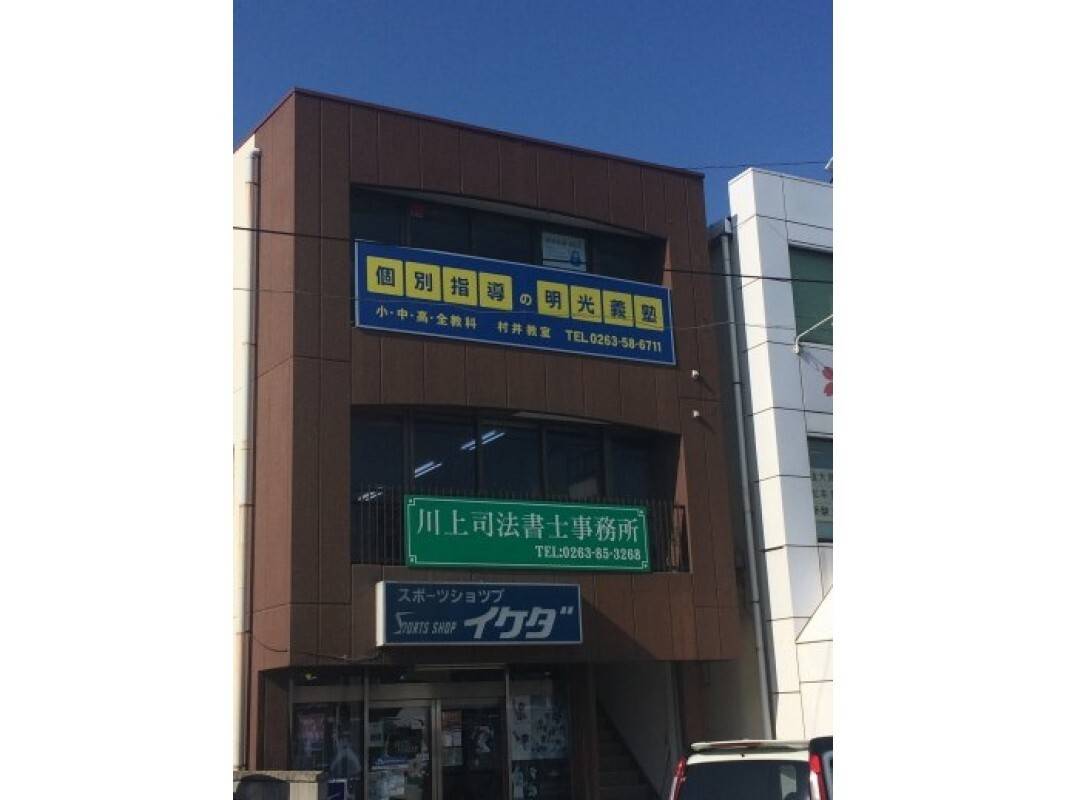 個別指導の明光義塾
小・中・高・全教科 村井教室 TEL 0263-58-6711
川上司法書士事務所
TEL:0263-85-3268
スポーツショップ
SPORTS SHOP イケダ